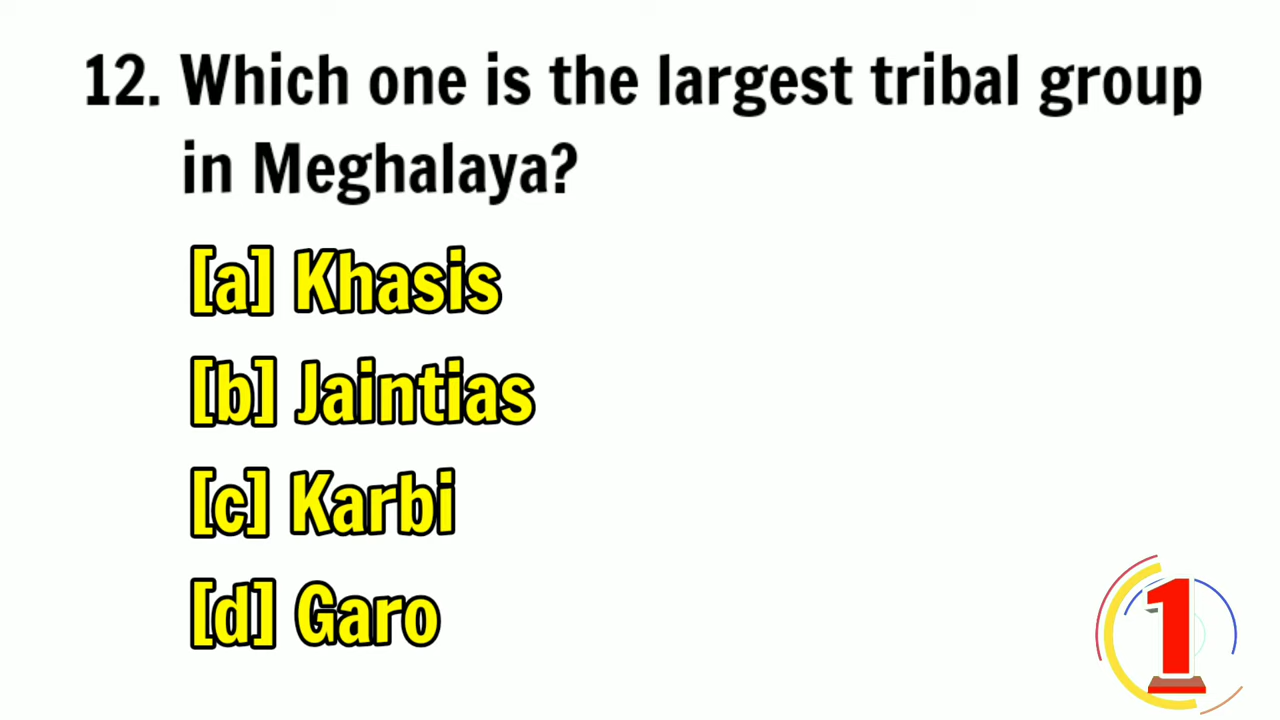 12. Which one is the largest tribal group
in Meghalaya?
[a] Khasis
[b] Jaintias
[c] Karbi
[d] Garo
1